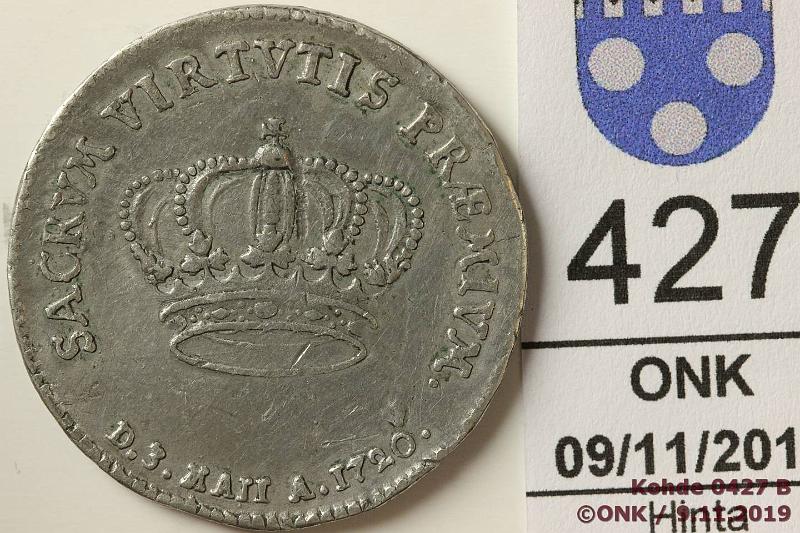 SACRVM VIRTVTIS PRÆMIVM.
D. 3. MAII A. 1720.
427
ONK
09/11/201
Hinta
Kohde 0427 B
©ONK / 9.11.2019